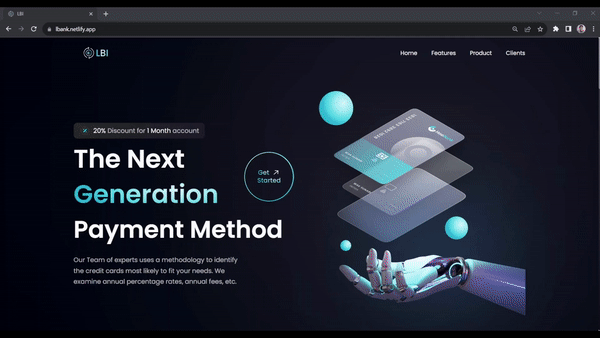 LBI
lbank.netlify.app
LBI
Home Features Product Clients
20% Discount for 1 Month account
The Next
Generation
Payment Method
Get
Started
Our Team of experts uses a methodology to identify
the credit cards most likely to fit your needs. We
examine annual percentage rates, annual fees, etc.